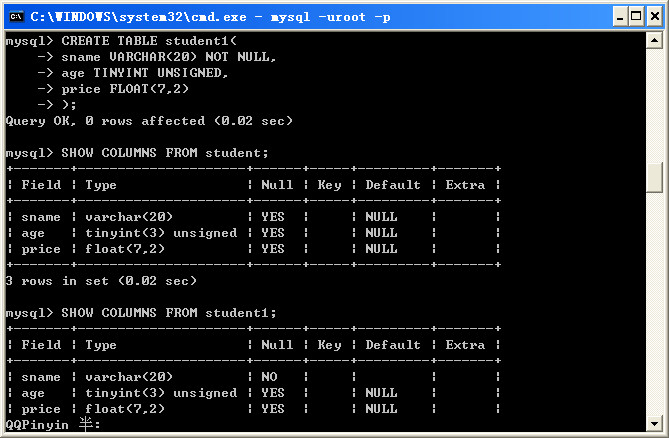 C:\WINDOWS\system32\cmd.exe - mysql -uroot -p
mysql> CREATE TABLE student1(
    -> sname VARCHAR(20) NOT NULL,
    -> age TINYINT UNSIGNED,
    -> price FLOAT(7,2)
    -> );
Query OK, 0 rows affected (0.02 sec)
mysql> SHOW COLUMNS FROM student;
+-------+---------------------+------+-----+---------+-------+
| Field | Type                | Null | Key | Default | Extra |
+-------+---------------------+------+-----+---------+-------+
| sname | varchar(20)         | YES  |     | NULL    |       |
| age   | tinyint(3) unsigned | YES  |     | NULL    |       |
| price | float(7,2)          | YES  |     | NULL    |       |
+-------+---------------------+------+-----+---------+-------+
3 rows in set (0.02 sec)
mysql> SHOW COLUMNS FROM student1;
+-------+---------------------+------+-----+---------+-------+
| Field | Type                | Null | Key | Default | Extra |
+-------+---------------------+------+-----+---------+-------+
| sname | varchar(20)         | NO   |     |         |       |
| age   | tinyint(3) unsigned | YES  |     | NULL    |       |
| price | float(7,2)          | YES  |     | NULL    |       |
QQPinyin 半: